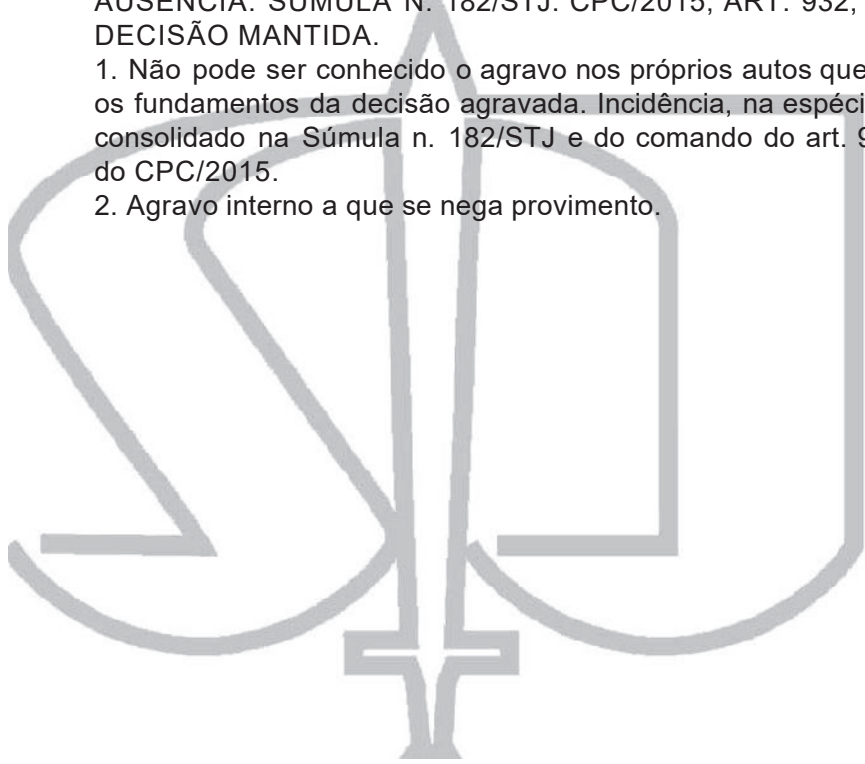 AUSÊNCIA. SÚMULA N. 182/STJ. CPC/2015, ART. 932,
DECISÃO MANTIDA.
1. Não pode ser conhecido o agravo nos próprios autos que
os fundamentos da decisão agravada. Incidência, na espéci
consolidado na Súmula n. 182/STJ e do comando do art. 9
do CPC/2015.
2. Agravo interno a que se nega provimento.